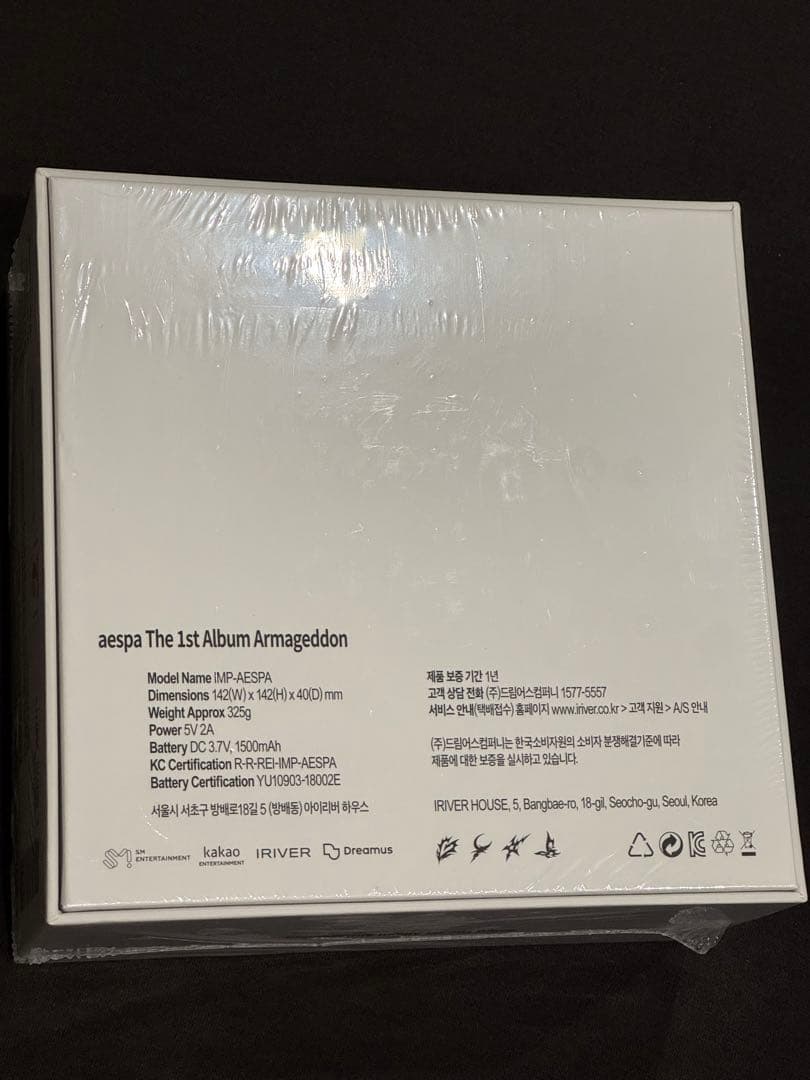 aespa The 1st Album Armageddon
Model Name iMP-AESPA
Dimensions 142(W) x 142(H) x 40(D) mm
Weight Approx 325g
Power 5V 2A
Battery DC 3.7V, 1500mAh
KC Certification R-R-REI-IMP-AESPA
Battery Certification YU10903-18002E
서울시 서초구 방배로18길 5 (방배동) 아이리버 하우스
제품 보증 기간 1년
고객 상담 전화 (주)드림어스컴퍼니 1577-5557
서비스 안내(택배접수) 홈페이지 www.iriver.co.kr > 고객 지원 > A/S 안내
(주)드림어스컴퍼니는 한국소비자원의 소비자 분쟁해결기준에 따라
제품에 대한 보증을 실시하고 있습니다.
IRIVER HOUSE, 5, Bangbae-ro, 18-gil, Seocho-gu, Seoul, Korea
SM ENTERTAINMENT
kakao ENTERTAINMENT
IRIVER
Dreamus